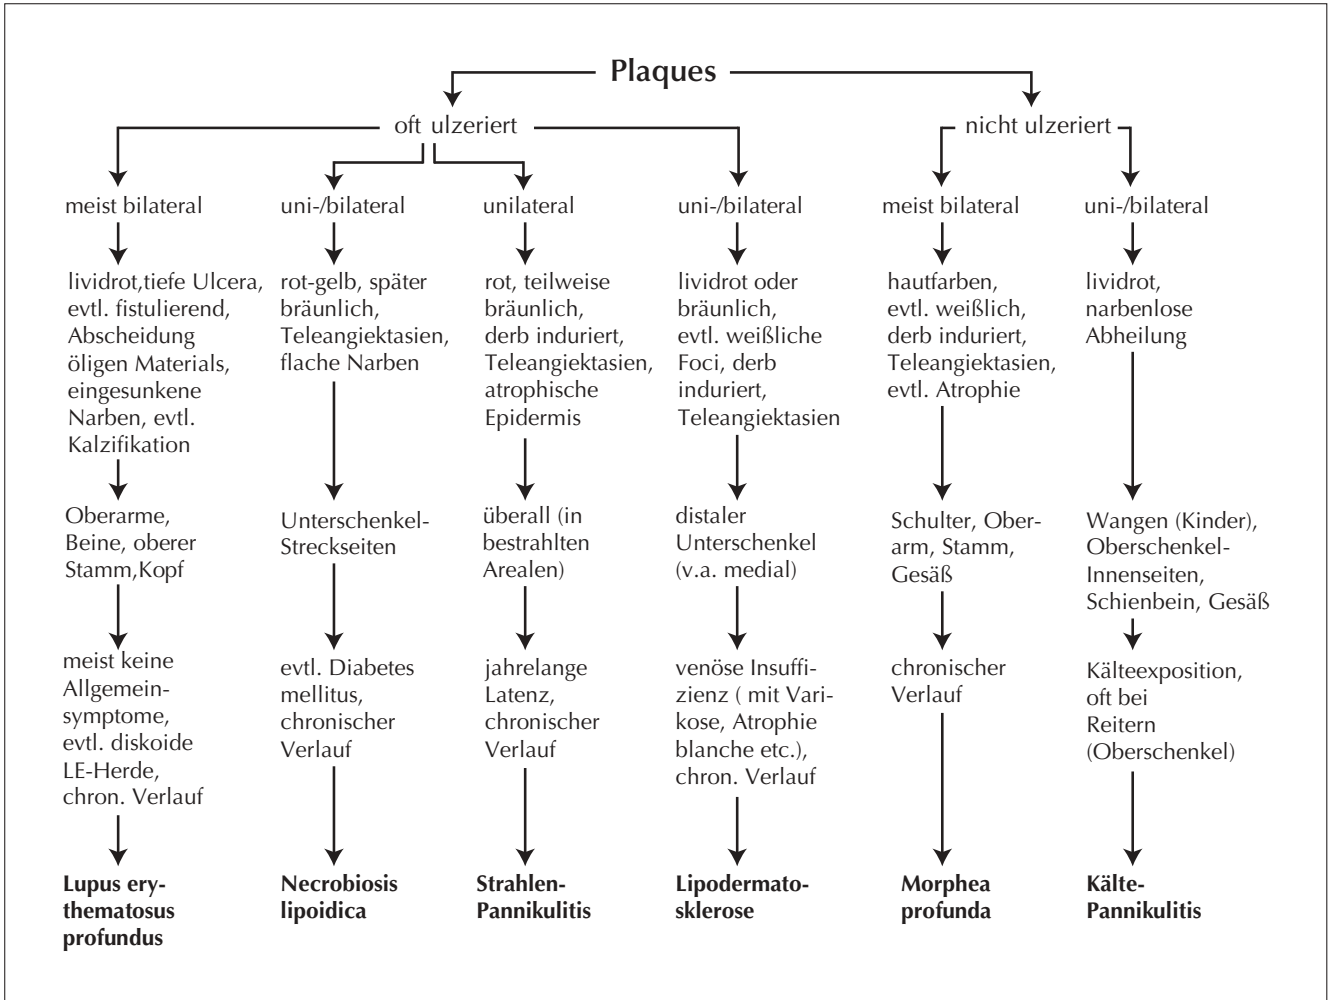 Plaques
oft ulzeriert
nicht ulzeriert
meist bilateral
uni-/bilateral
unilateral
uni-/bilateral
meist bilateral
uni-/bilateral
lividrot,tiefe Ulcera,
evtl. fistulierend,
Abscheidung
öligen Materials,
eingesunkene
Narben, evtl.
Kalzifikation
rot-gelb, später
bräunlich,
Teleangiektasien,
flache Narben
rot, teilweise
bräunlich,
derb induriert,
Teleangiektasien,
atrophische
Epidermis
lividrot oder
bräunlich,
evtl. weißliche
Foci, derb
induriert,
Teleangiektasien
hautfarben,
evtl. weißlich,
derb induriert,
Teleangiektasien,
evtl. Atrophie
lividrot,
narbenlose
Abheilung
Oberarme,
Beine, oberer
Stamm,Kopf
Unterschenkel-
Streckseiten
überall (in
bestrahlten
Arealen)
distaler
Unterschenkel
(v.a. medial)
Schulter, Ober-
arm, Stamm,
Gesäß
Wangen (Kinder),
Oberschenkel-
Innenseiten,
Schienbein, Gesäß
meist keine
Allgemein-
symptome,
evtl. diskoide
LE-Herde,
chron. Verlauf
evtl. Diabetes
mellitus,
chronischer
Verlauf
jahrelange
Latenz,
chronischer
Verlauf
venöse Insuffi-
zienz ( mit Vari-
kose, Atrophie
blanche etc.),
chron. Verlauf
chronischer
Verlauf
Kälteexposition,
oft bei
Reitern
(Oberschenkel)
Lupus ery-
thematosus
profundus
Necrobiosis
lipoidica
Strahlen-
Pannikulitis
Lipodermato-
sklerose
Morphea
profunda
Kälte-
Pannikulitis